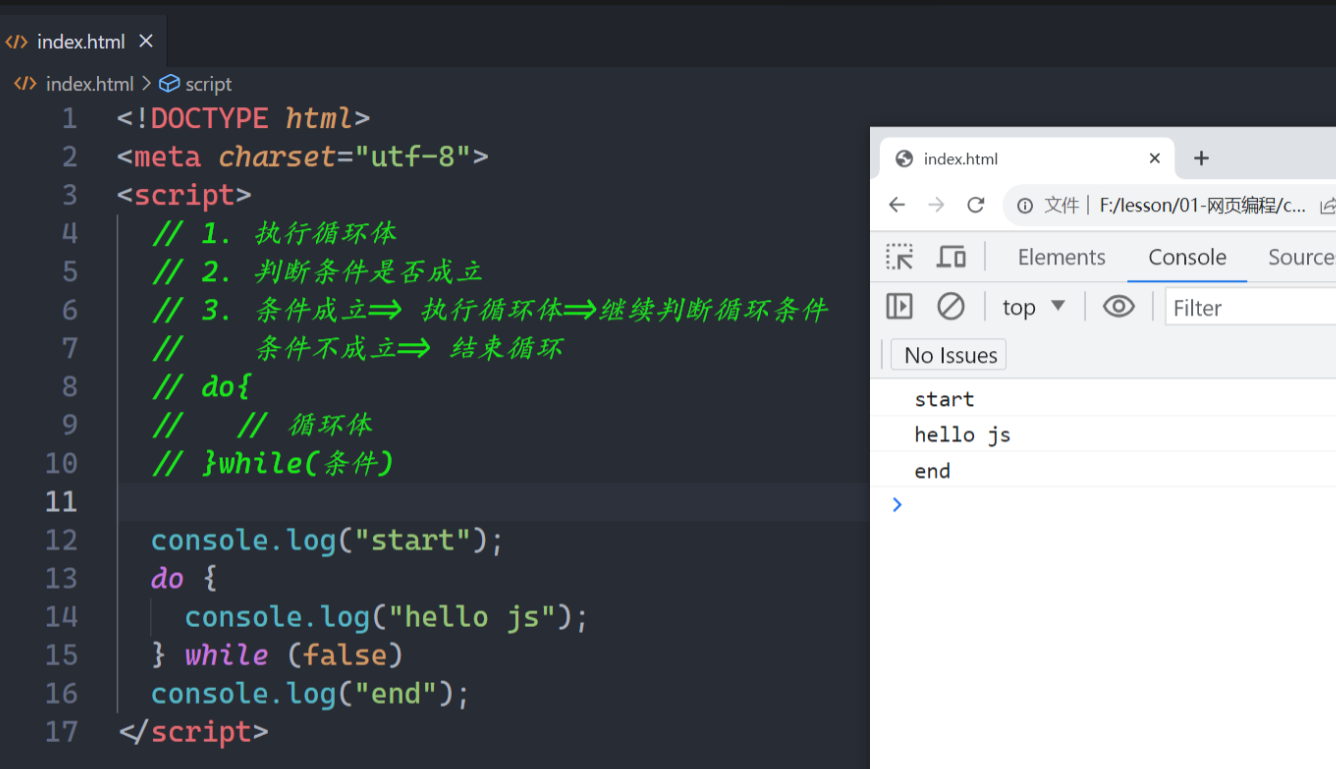 index.html
index.html > script
1 <!DOCTYPE html>
2 <meta charset="utf-8">
3 <script>
4 // 1. 执行循环体
5 // 2. 判断条件是否成立
6 // 3. 条件成立==> 执行循环体==>继续判断循环条件
7 // 条件不成立==> 结束循环
8 // do{
9 // // 循环体
10 // }while(条件)
11
12 console.log("start");
13 do {
14 console.log("hello js");
15 } while (false)
16 console.log("end");
17 </script>
index.html
文件 | F:/lesson/01-网页编程/c...
Elements Console Source
top Filter
No Issues
start
hello js
end